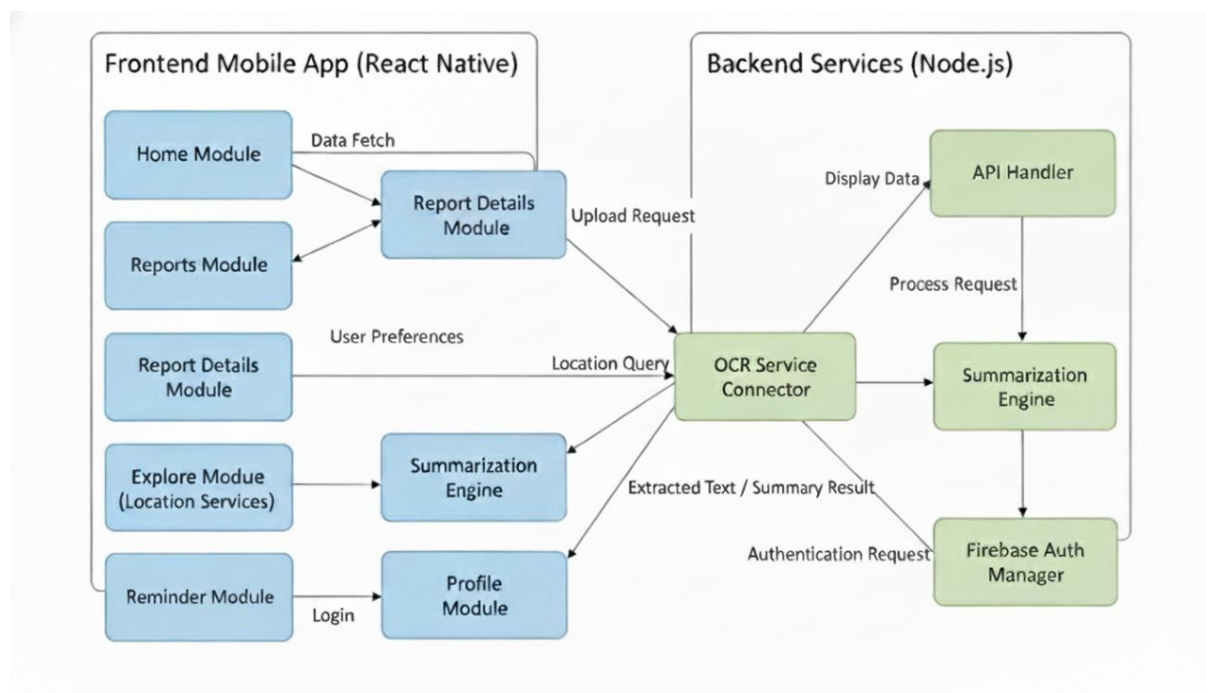 Frontend Mobile App (React Native)
Backend Services (Node.js)
Home Module
Data Fetch
Report Details
Module
Upload Request
Display Data
API Handler
Reports Module
Process Request
User Preferences
Report Details
Module
Location Query
OCR Service
Connector
Summarization
Engine
Explore Modue
(Location Services)
Summarization
Engine
Extracted Text / Summary Result
Authentication Request
Firebase Auth
Manager
Reminder Module
Login
Profile
Module